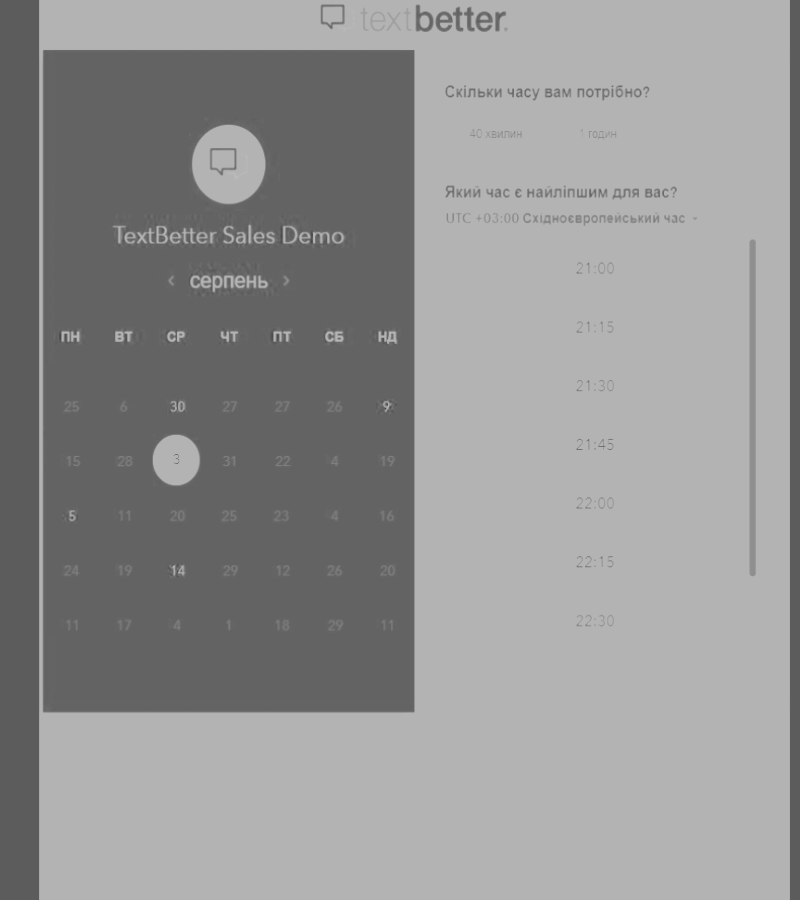 textbetter.
TextBetter Sales Demo
‹ серпень ›
ПН ВТ СР ЧТ ПТ СБ НД
25 6 30 27 27 26 9
15 28 3 31 22 4 19
5 11 20 25 23 4 16
24 19 14 29 12 26 20
11 17 4 1 18 29 11
Скільки часу вам потрібно?
40 хвилин 1 годин
Який час є найліпшим для вас?
UTC +03:00 Східноєвропейський час
21:00
21:15
21:30
21:45
22:00
22:15
22:30